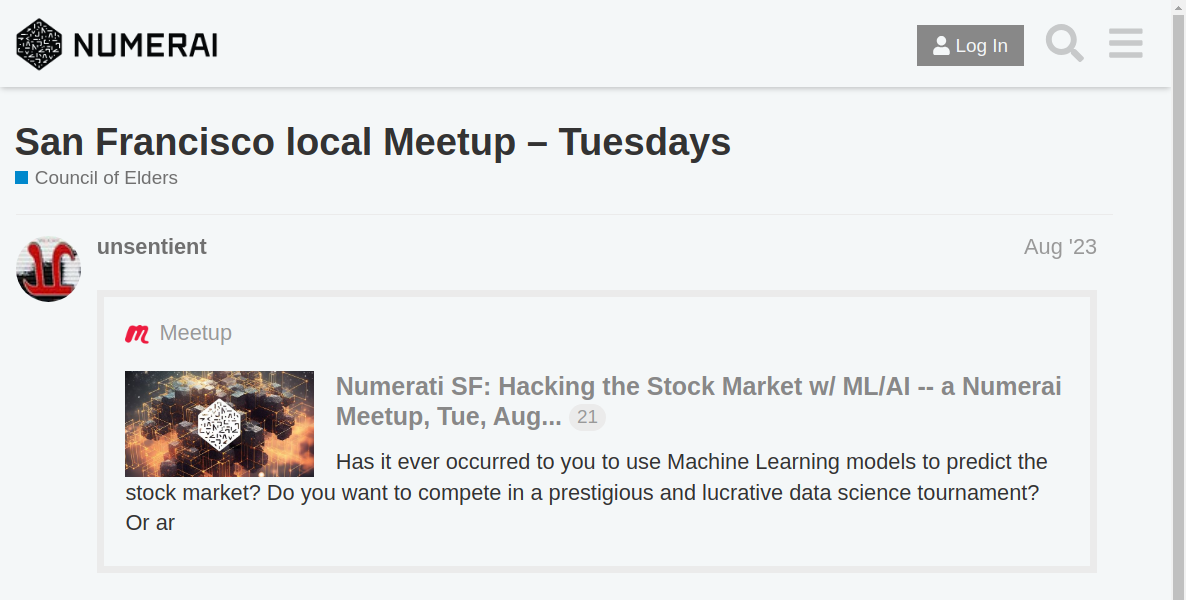 NUMERAI
Log In
San Francisco local Meetup – Tuesdays
Council of Elders
unsentient
Aug '23
Meetup
Numerati SF: Hacking the Stock Market w/ ML/AI -- a Numerai
Meetup, Tue, Aug... 21
Has it ever occurred to you to use Machine Learning models to predict the
stock market? Do you want to compete in a prestigious and lucrative data science tournament?
Or ar